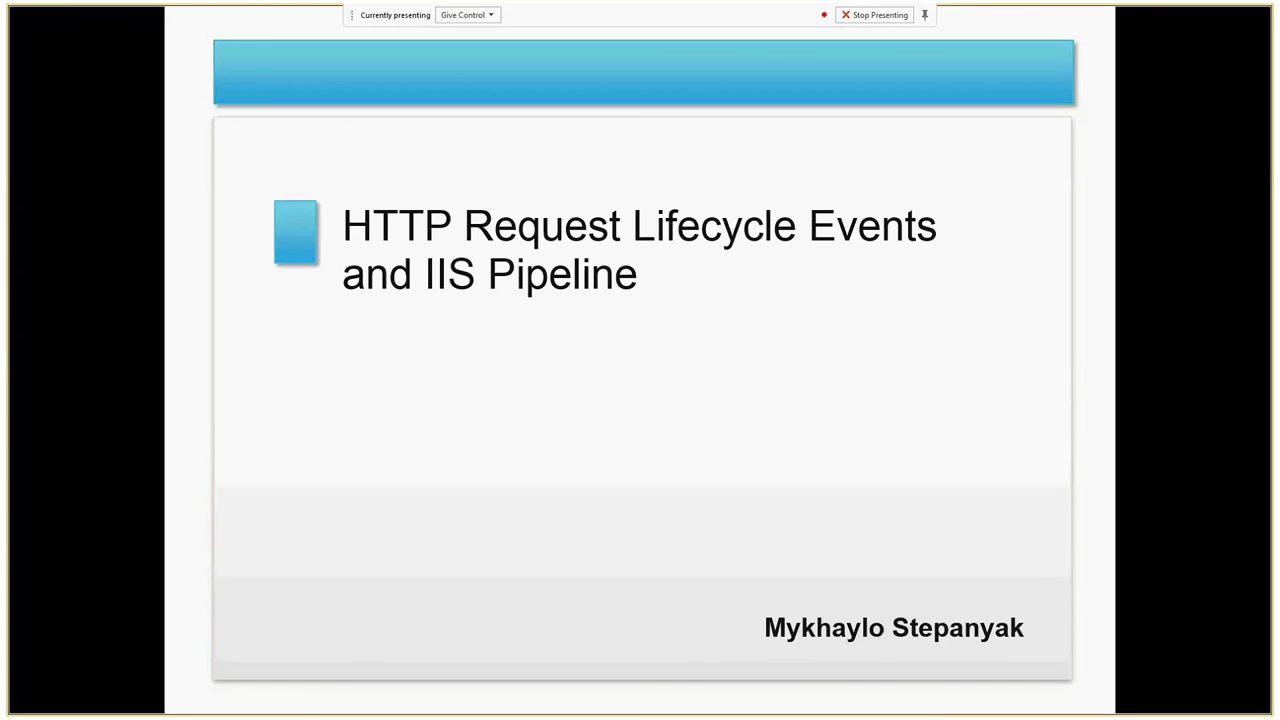 Currently presenting Give Control Stop Presenting
HTTP Request Lifecycle Events
and IIS Pipeline
Mykhaylo Stepanyak